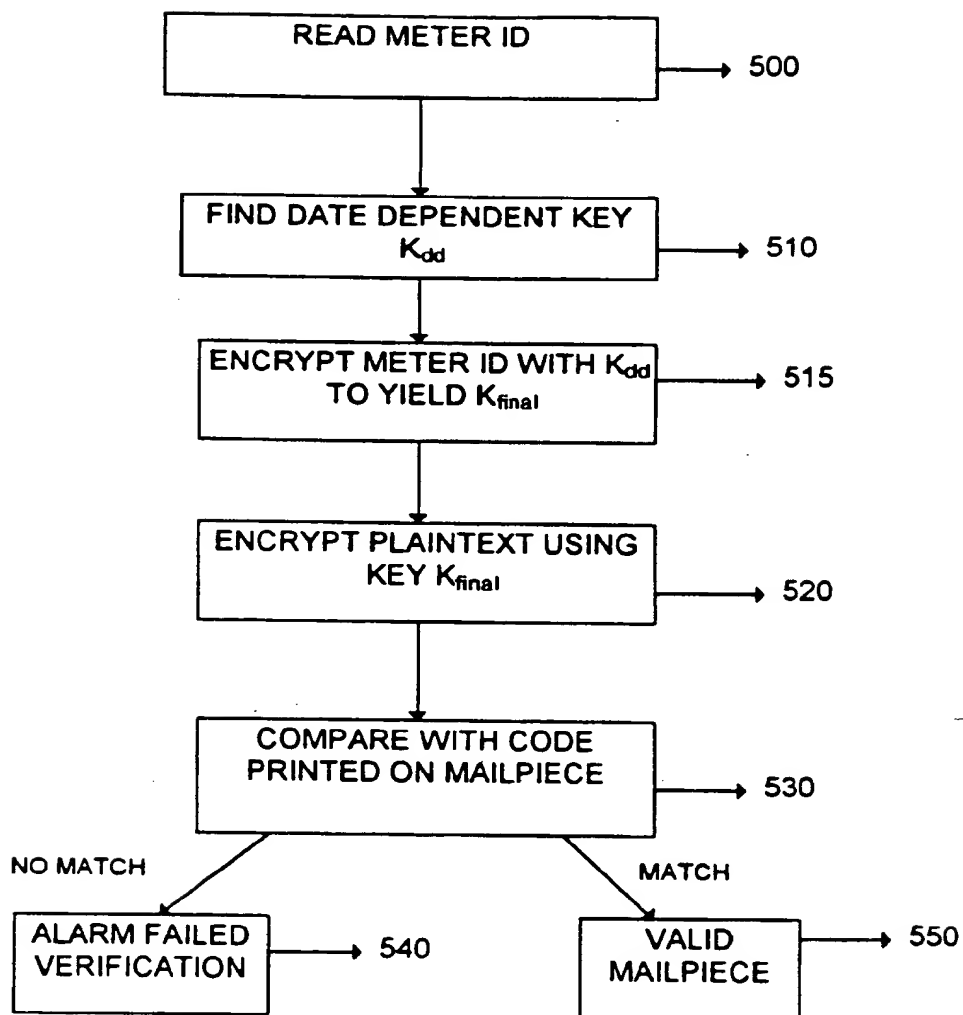 READ METER ID
500
FIND DATE DEPENDENT KEY
Kdd
510
ENCRYPT METER ID WITH Kdd
TO YIELD Kfinal
515
ENCRYPT PLAINTEXT USING
KEY Kfinal
520
COMPARE WITH CODE
PRINTED ON MAILPIECE
530
NO MATCH
MATCH
ALARM FAILED
VERIFICATION
540
VALID
MAILPIECE
550